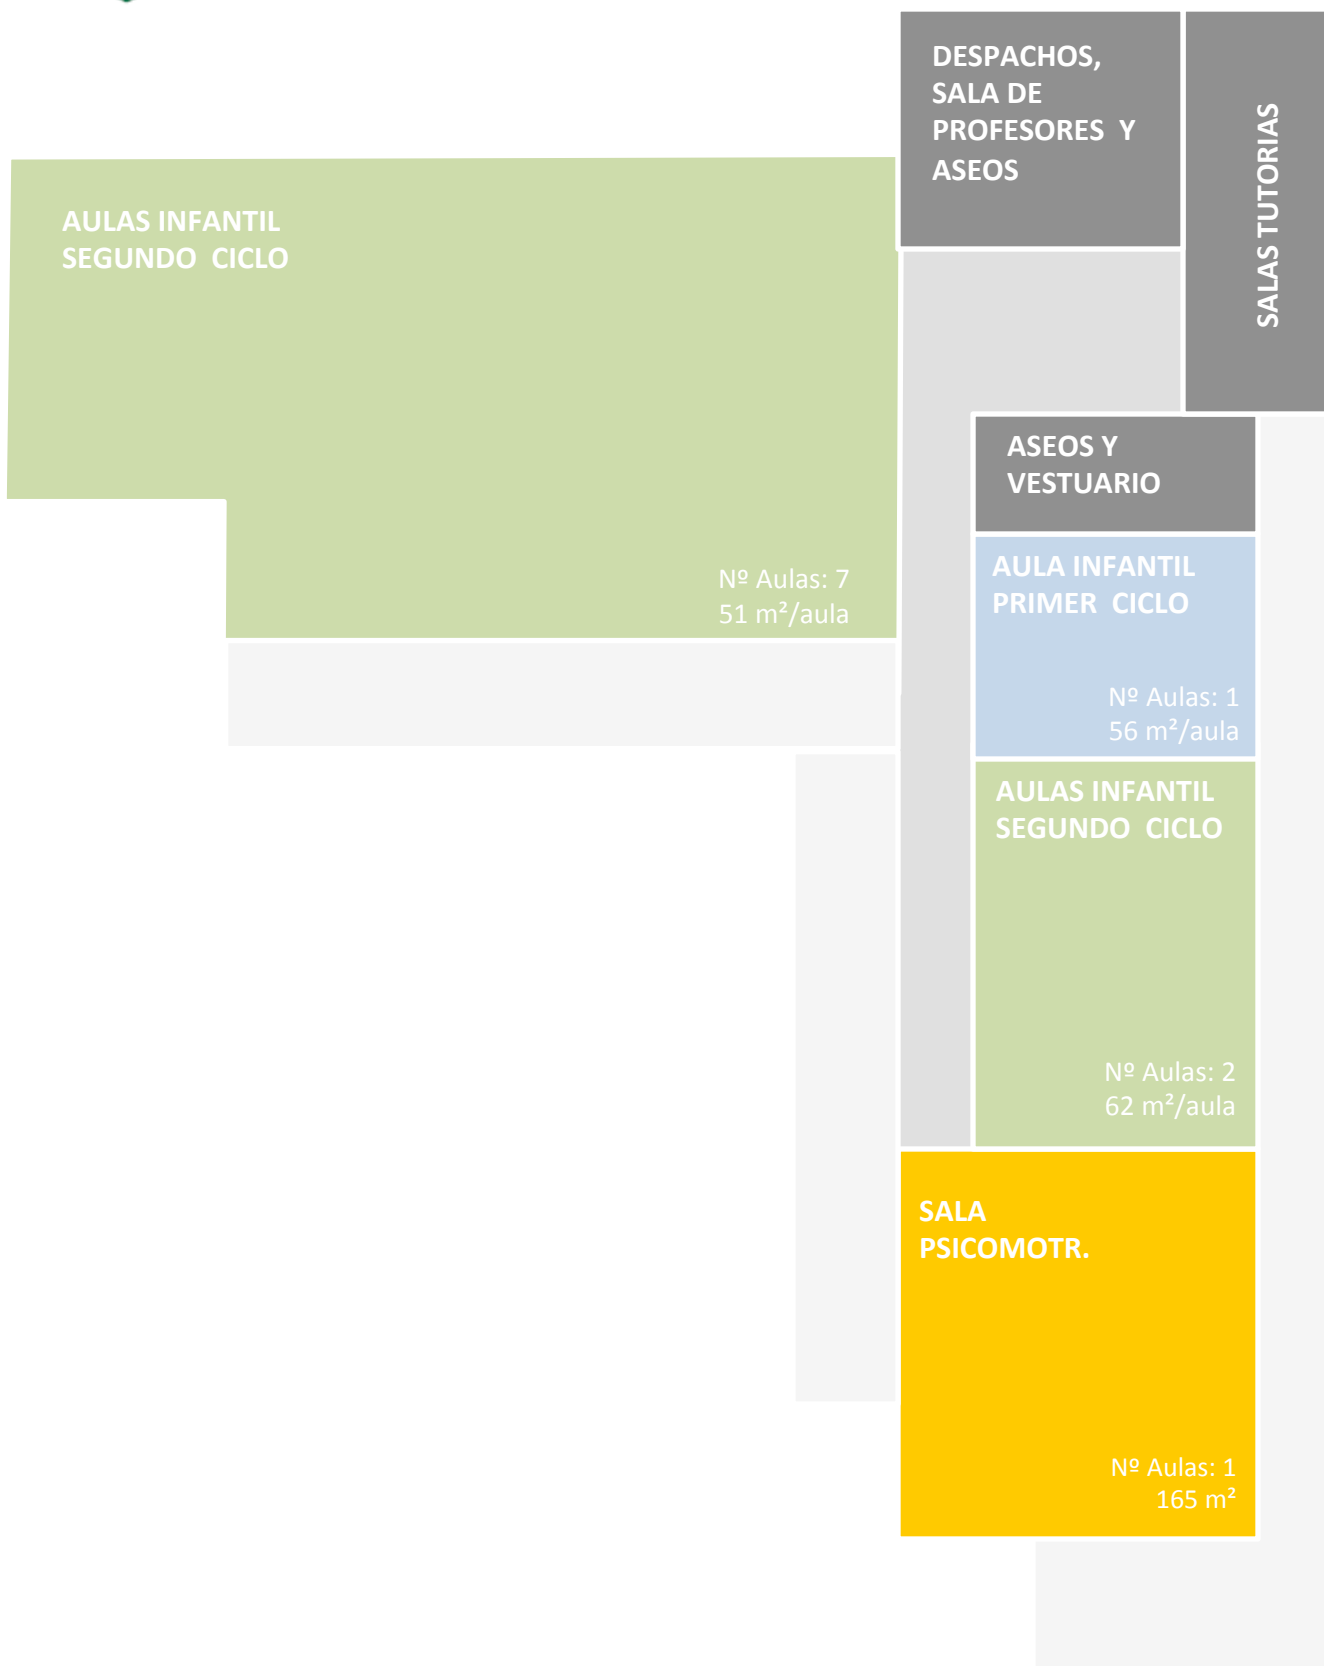 DESPACHOS,
SALA DE
PROFESORES Y
ASEOS
SALAS TUTORIAS
AULAS INFANTIL
SEGUNDO CICLO
Nº Aulas: 7
51 m²/aula
ASEOS Y
VESTUARIO
AULA INFANTIL
PRIMER CICLO
Nº Aulas: 1
56 m²/aula
AULAS INFANTIL
SEGUNDO CICLO
Nº Aulas: 2
62 m²/aula
SALA
PSICOMOTR.
Nº Aulas: 1
165 m²